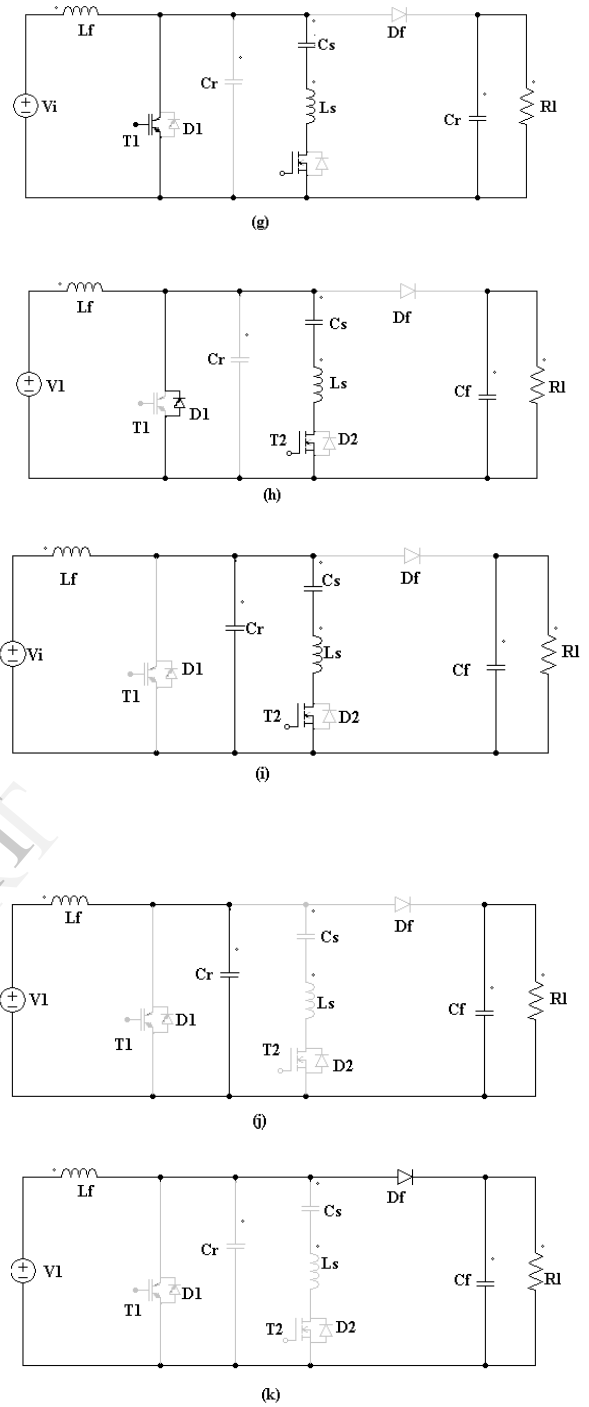 Lf
Df
Cs
Cr
Vi
Ls
Cr
Rl
T1
D1
(g)
Lf
Df
Cs
Cr
V1
Ls
Cf
Rl
T1
D1
T2
D2
(h)
Lf
Df
Cs
Cr
Vi
Ls
Cf
Rl
T1
D1
T2
D2
(i)
Lf
Df
Cs
Cr
V1
Ls
Cf
Rl
T1
D1
T2
D2
(j)
Lf
Df
Cs
Cr
V1
Ls
Cf
Rl
T1
D1
T2
D2
(k)